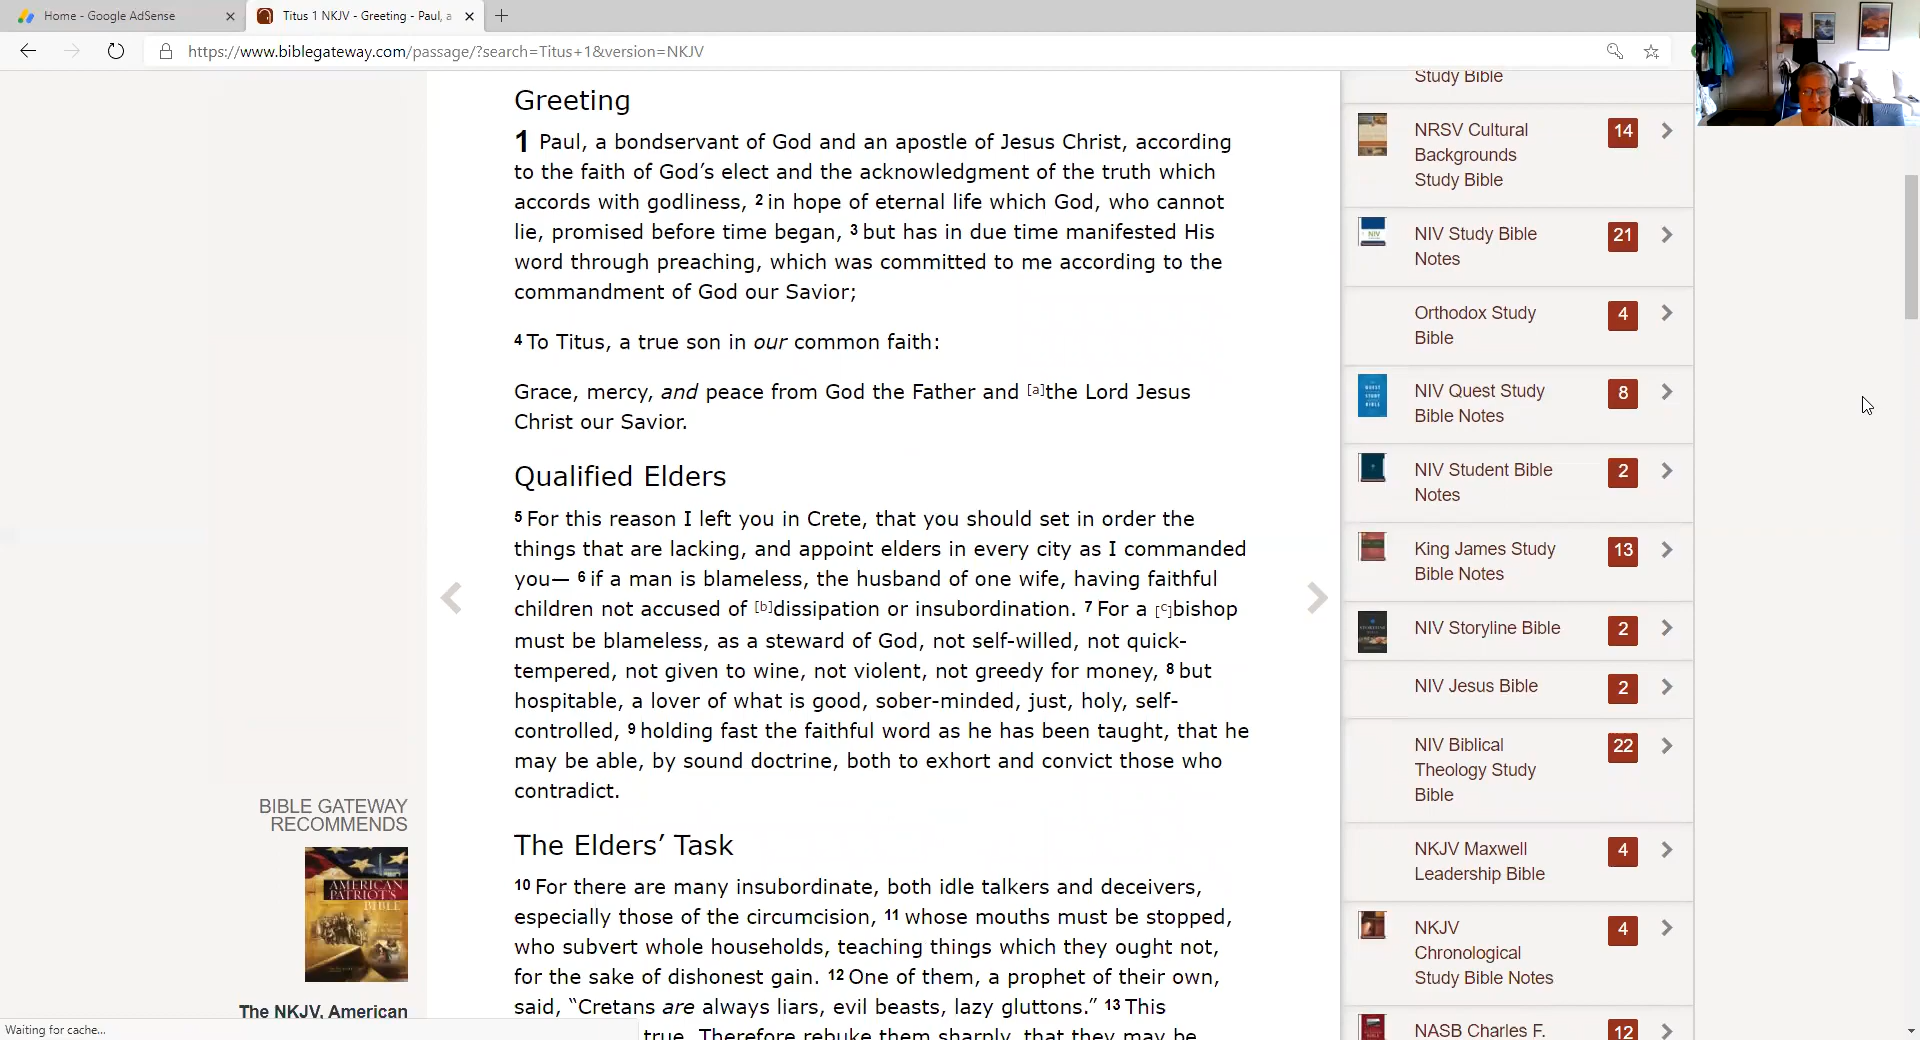 Home - Google AdSense
Titus 1 NKJV - Greeting - Paul, a
https://www.biblegateway.com/passage/?search=Titus+1&version=NKJV
Greeting
1 Paul, a bondservant of God and an apostle of Jesus Christ, according
to the faith of God’s elect and the acknowledgment of the truth which
accords with godliness, 2 in hope of eternal life which God, who cannot
lie, promised before time began, 3 but has in due time manifested His
word through preaching, which was committed to me according to the
commandment of God our Savior;
4 To Titus, a true son in our common faith:
Grace, mercy, and peace from God the Father and [a]the Lord Jesus
Christ our Savior.
Qualified Elders
5 For this reason I left you in Crete, that you should set in order the
things that are lacking, and appoint elders in every city as I commanded
you— 6 if a man is blameless, the husband of one wife, having faithful
children not accused of [b]dissipation or insubordination. 7 For a [c]bishop
must be blameless, as a steward of God, not self-willed, not quick-
tempered, not given to wine, not violent, not greedy for money, 8 but
hospitable, a lover of what is good, sober-minded, just, holy, self-
controlled, 9 holding fast the faithful word as he has been taught, that he
may be able, by sound doctrine, both to exhort and convict those who
contradict.
The Elders’ Task
10 For there are many insubordinate, both idle talkers and deceivers,
especially those of the circumcision, 11 whose mouths must be stopped,
who subvert whole households, teaching things which they ought not,
for the sake of dishonest gain. 12 One of them, a prophet of their own,
said, “Cretans are always liars, evil beasts, lazy gluttons.” 13 This
true. Therefore rebuke them sharply, that they may be
BIBLE GATEWAY
RECOMMENDS
AMERICAN
PATRIOT'S
BIBLE
The NKJV, American
Waiting for cache...
Study Bible
NRSV Cultural
Backgrounds
Study Bible
14
NIV Study Bible
Notes
21
Orthodox Study
Bible
4
NIV Quest Study
Bible Notes
8
NIV Student Bible
Notes
2
King James Study
Bible Notes
13
NIV Storyline Bible
2
NIV Jesus Bible
2
NIV Biblical
Theology Study
Bible
22
NKJV Maxwell
Leadership Bible
4
NKJV
Chronological
Study Bible Notes
4
NASB Charles F.
12